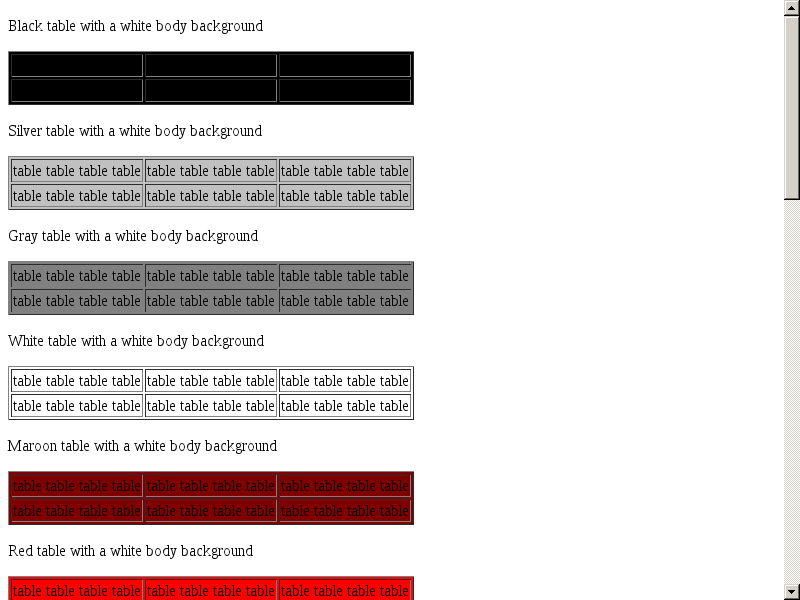 Black table with a white body background
Silver table with a white body background
table table table table table table table table table table table table
table table table table table table table table table table table table
Gray table with a white body background
table table table table table table table table table table table table
table table table table table table table table table table table table
White table with a white body background
table table table table table table table table table table table table
table table table table table table table table table table table table
Maroon table with a white body background
table table table table table table table table table table table table
table table table table table table table table table table table table
Red table with a white body background
table table table table table table table table table table table table